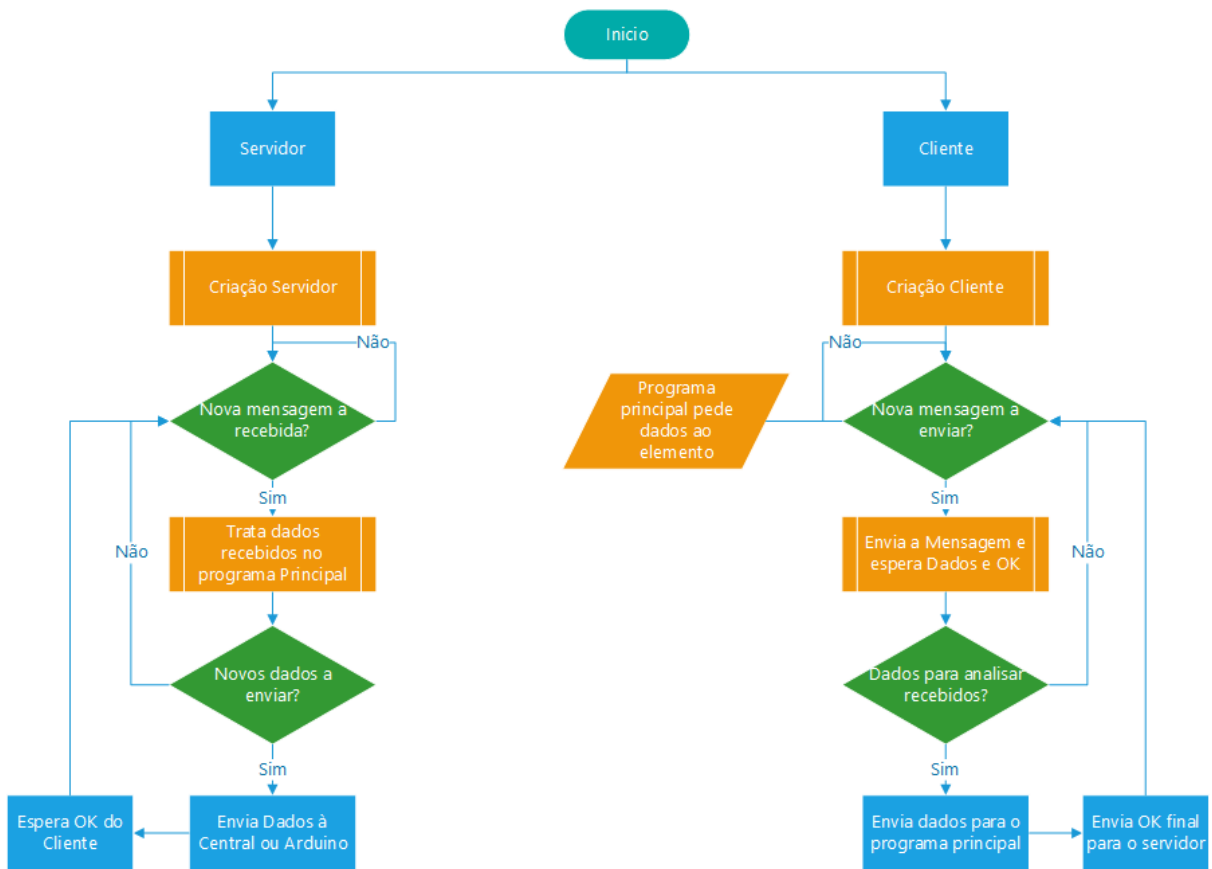 Inicio
Servidor
Cliente
Criação Servidor
Criação Cliente
Não
Não
Programa
principal pede
dados ao
elemento
Nova mensagem a
recebida?
Nova mensagem a
enviar?
Sim
Sim
Trata dados
recebidos no
programa Principal
Envia a Mensagem e
espera Dados e OK
Não
Não
Novos dados a
enviar?
Dados para analisar
recebidos?
Sim
Sim
Espera OK do
Cliente
Envia Dados à
Central ou Arduino
Envia dados para o
programa principal
Envia OK final
para o servidor